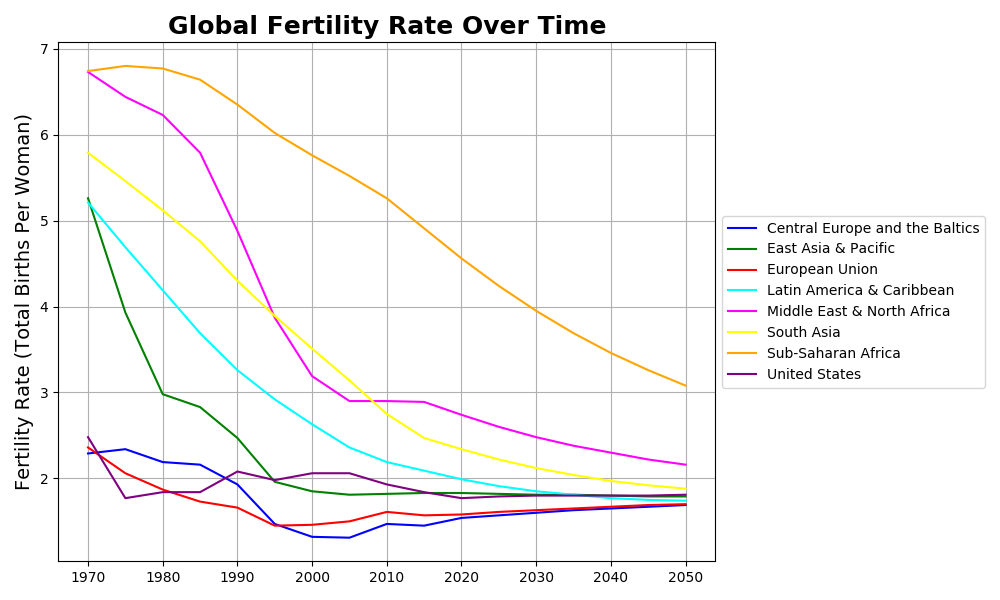 Global Fertility Rate Over Time
Fertility Rate (Total Births Per Woman)
7
6
5
4
3
2
1970 1980 1990 2000 2010 2020 2030 2040 2050
Central Europe and the Baltics
East Asia & Pacific
European Union
Latin America & Caribbean
Middle East & North Africa
South Asia
Sub-Saharan Africa
United States